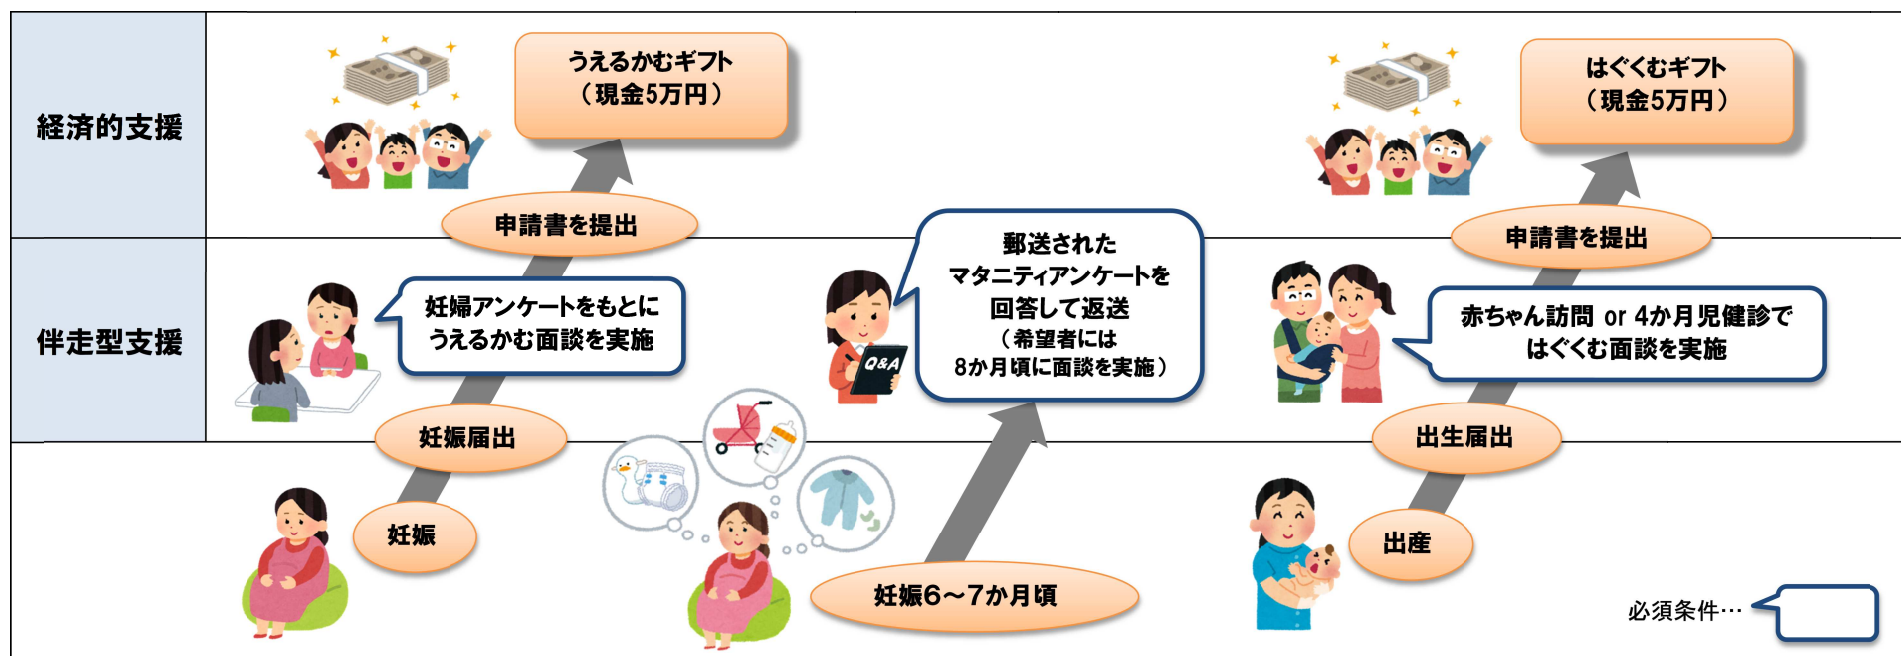 経済的支援
うえるかむギフト
（現金5万円）
はぐくむギフト
（現金5万円）
申請書を提出
申請書を提出
伴走型支援
妊婦アンケートをもとに
うえるかむ面談を実施
郵送された
マタニティアンケートを
回答して返送
（希望者には
8か月頃に面談を実施）
Q&A
赤ちゃん訪問 or 4か月児健診で
はぐくむ面談を実施
妊娠届出
出生届出
妊娠
妊娠６～７か月頃
出産
必須条件…